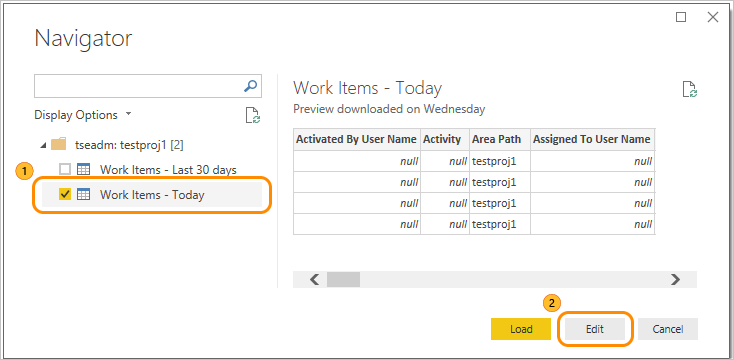 Navigator
Display Options
tseadm: testproj1 [2]
1
Work Items - Last 30 days
Work Items - Today
Work Items - Today
Preview downloaded on Wednesday
Activated By User Name Activity Area Path Assigned To User Name
null null testproj1 null
null null testproj1 null
null null testproj1 null
null null testproj1 null
2
Load Edit Cancel